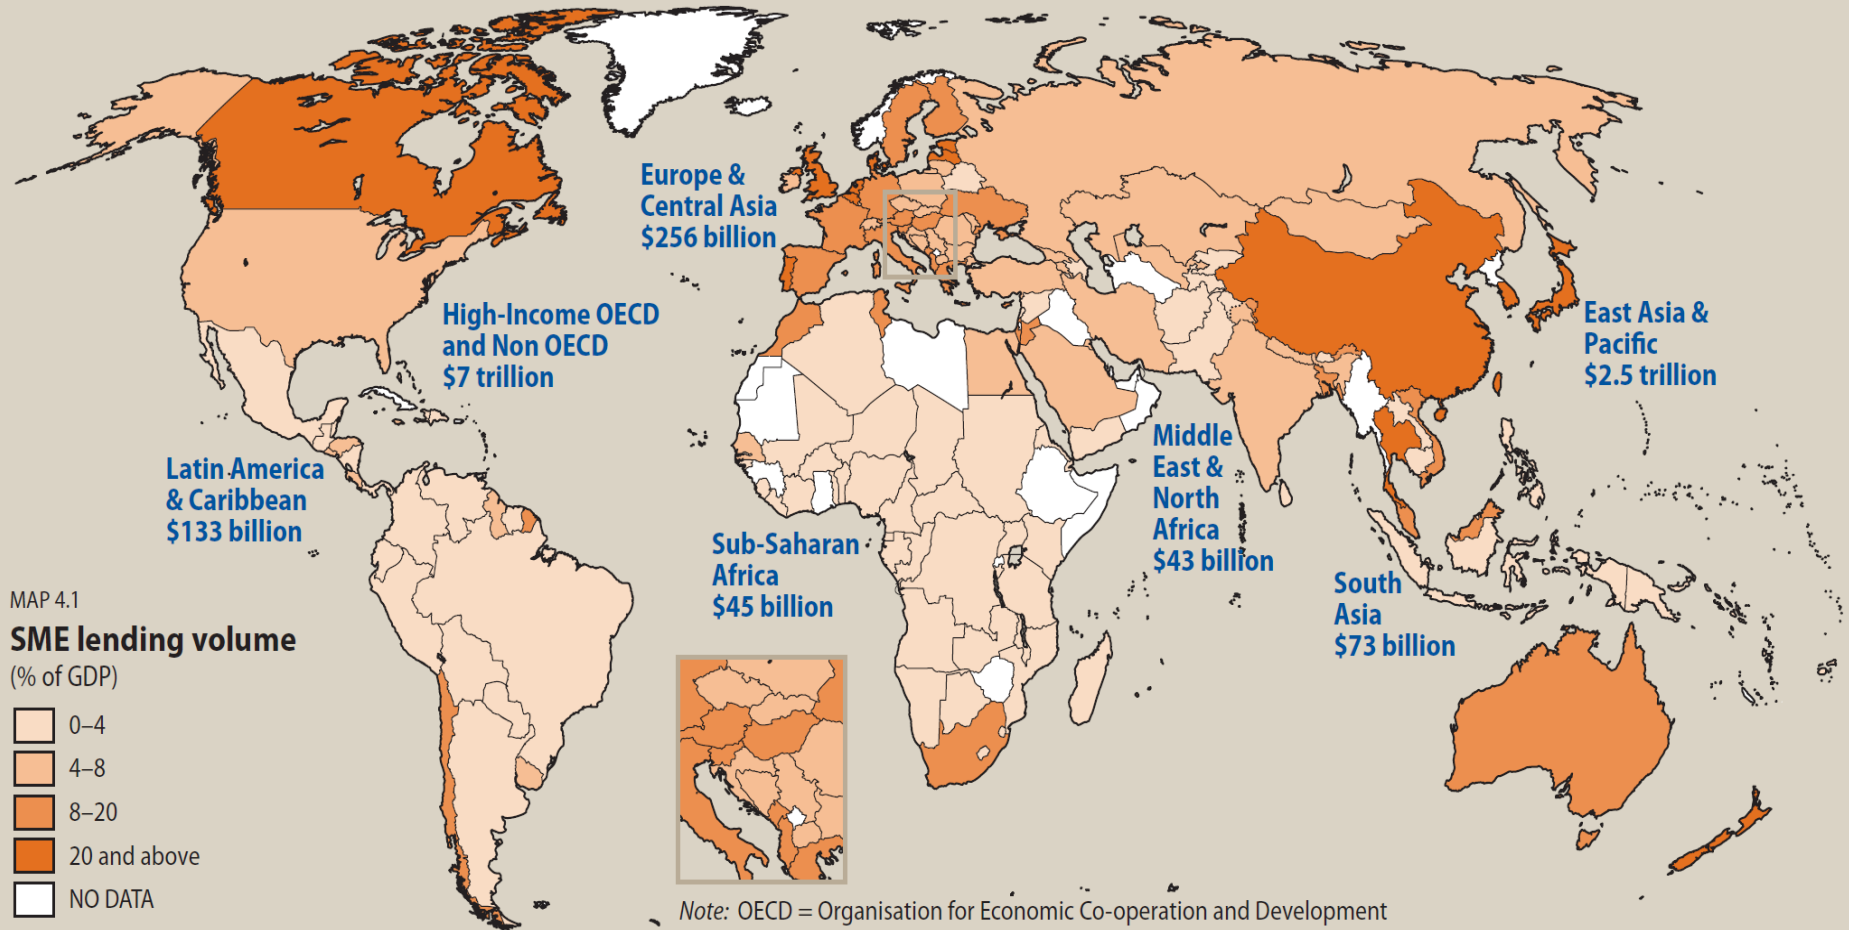 Europe &
Central Asia
$256 billion
High-Income OECD
and Non OECD
$7 trillion
East Asia &
Pacific
$2.5 trillion
Latin America
& Caribbean
$133 billion
Middle
East &
North
Africa
$43 billion
Sub-Saharan
Africa
$45 billion
South
Asia
$73 billion
MAP 4.1
SME lending volume
(% of GDP)
0–4
4–8
8–20
20 and above
NO DATA
Note: OECD = Organisation for Economic Co-operation and Development